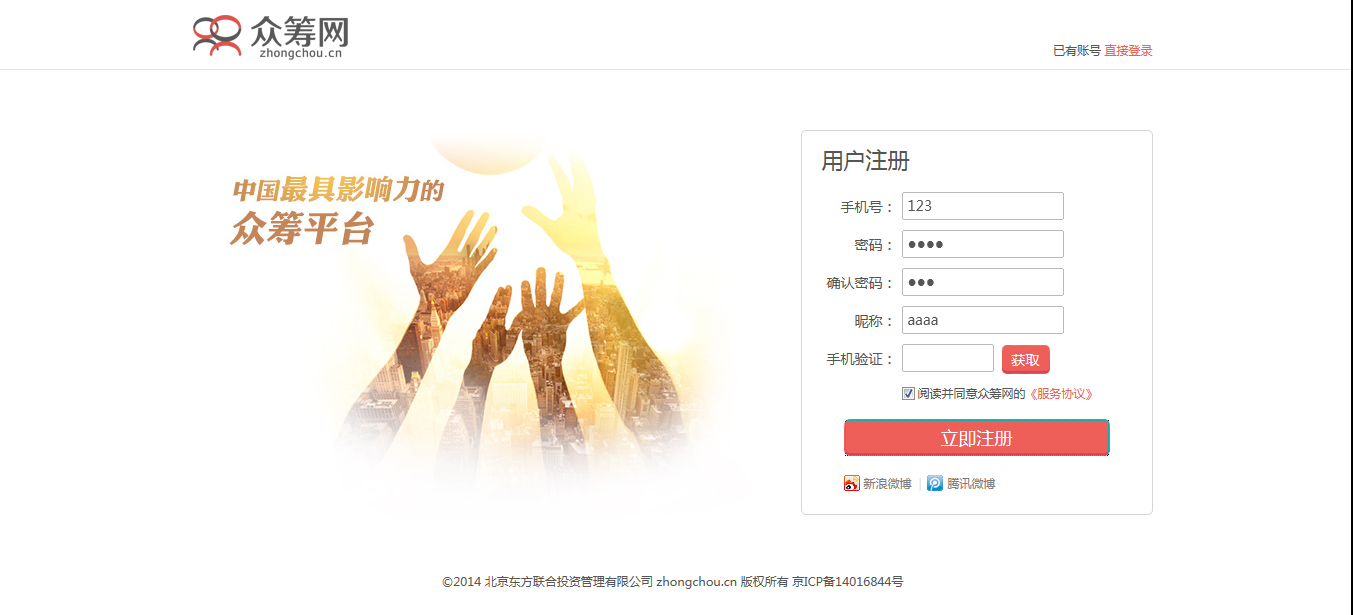 众筹网
zhongchou.cn
已有账号 直接登录
中国最具影响力的
众筹平台
用户注册
手机号： 123
密码： ●●●●
确认密码： ●●●
昵称： aaaa
手机验证： 获取
阅读并同意众筹网的《服务协议》
立即注册
新浪微博 | 腾讯微博
©2014 北京东方联合投资管理有限公司 zhongchou.cn 版权所有 京ICP备14016844号